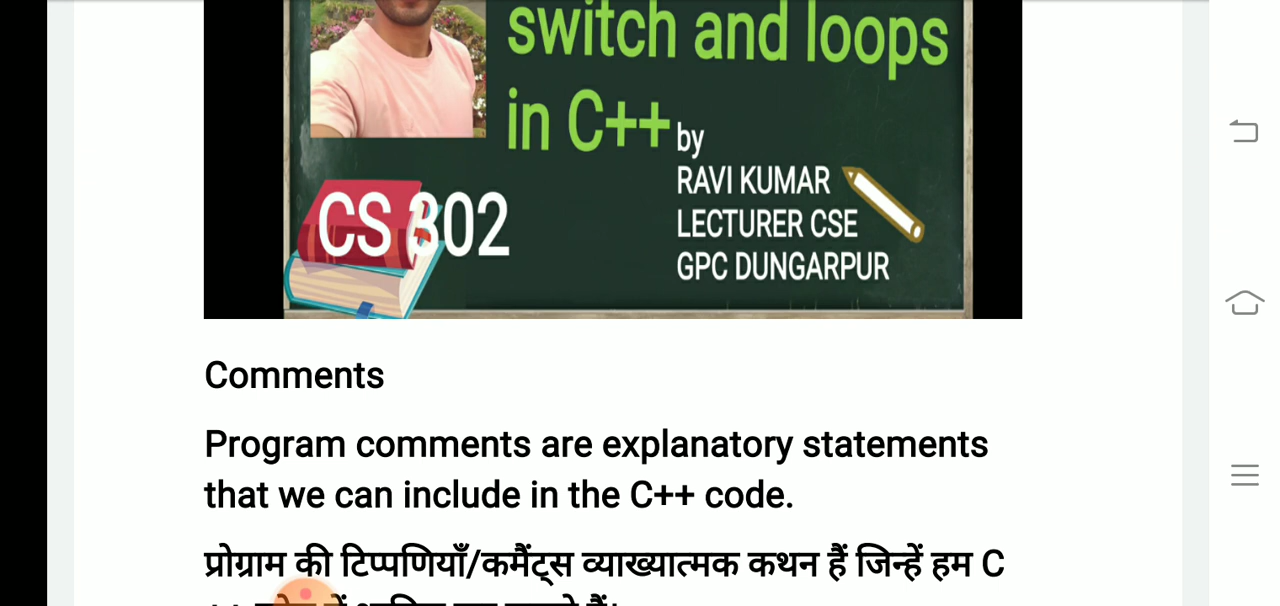 switch and loops
in C++ by
RAVI KUMAR
LECTURER CSE
GPC DUNGARPUR
CS 302
Comments
Program comments are explanatory statements
that we can include in the C++ code.
प्रोग्राम की टिप्पणियाँ/कमैंट्स व्याख्यात्मक कथन हैं जिन्हें हम C